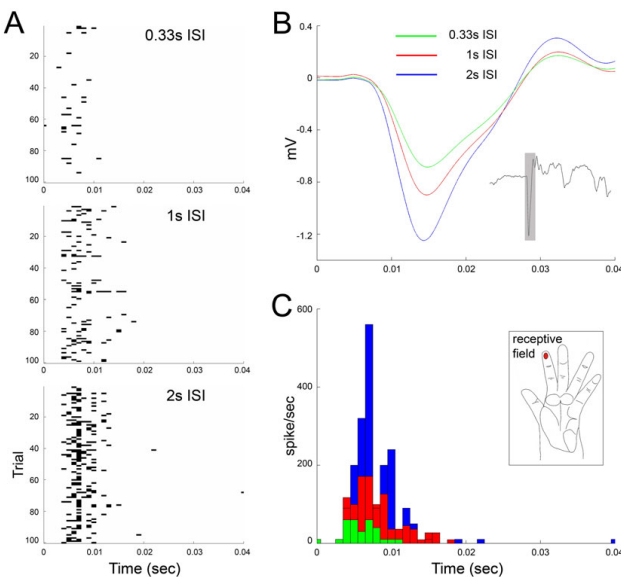 A
0.33s ISI
20
40
60
80
100
0 0.01 0.02 0.03 0.04
1s ISI
20
40
60
80
100
0 0.01 0.02 0.03 0.04
2s ISI
20
40
60
80
100
Trial
0 0.01 0.02 0.03 0.04
Time (sec)
B
0.4
0
-0.4
-0.8
-1.2
mV
0.33s ISI
1s ISI
2s ISI
0 0.01 0.02 0.03 0.04
C
600
400
200
0
spike/sec
receptive
field
0 0.01 0.02 0.03 0.04
Time (sec)